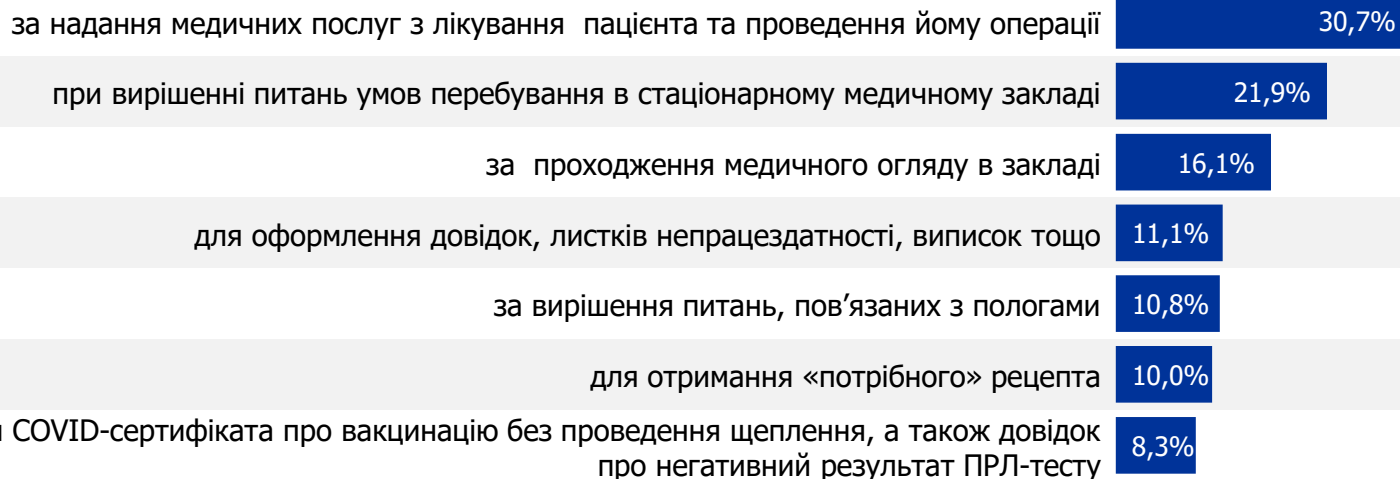 за надання медичних послуг з лікування пацієнта та проведення йому операції 30,7%
при вирішенні питань умов перебування в стаціонарному медичному закладі 21,9%
за проходження медичного огляду в закладі 16,1%
для оформлення довідок, листків непрацездатності, виписок тощо 11,1%
за вирішення питань, пов’язаних з пологами 10,8%
для отримання «потрібного» рецепта 10,0%
COVID-сертифіката про вакцинацію без проведення щеплення, а також довідок
про негативний результат ПРЛ-тесту 8,3%